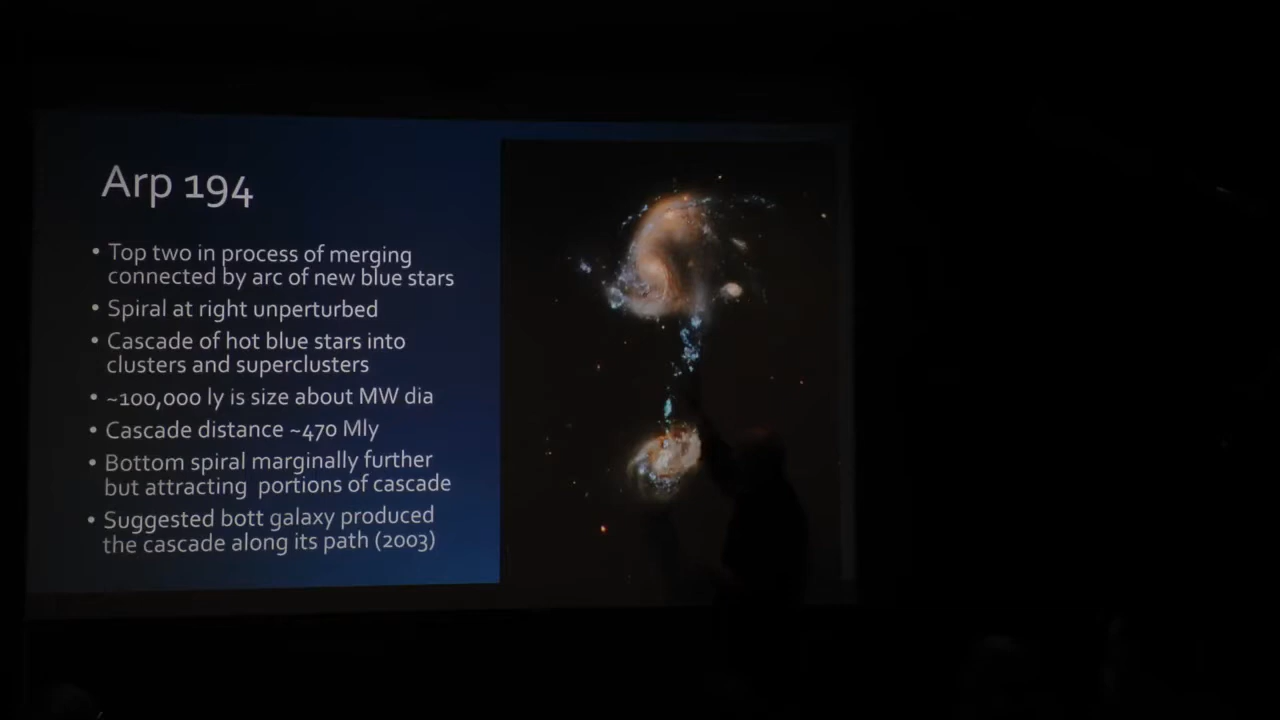 Arp 194
• Top two in process of merging
connected by arc of new blue stars
• Spiral at right unperturbed
• Cascade of hot blue stars into
clusters and superclusters
• ~100,000 ly is size about MW dia
• Cascade distance ~470 Mly
• Bottom spiral marginally further
but attracting portions of cascade
• Suggested bott galaxy produced
the cascade along its path (2003)